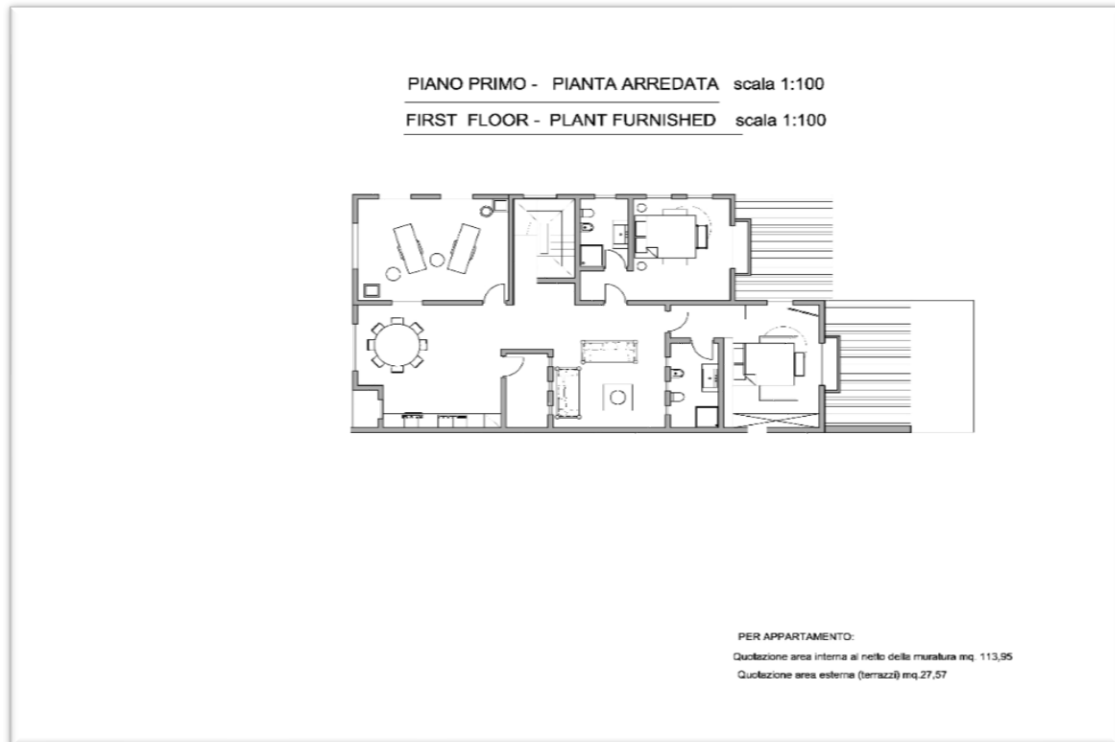 PIANO PRIMO - PIANTA ARREDATA scala 1:100
FIRST FLOOR - PLANT FURNISHED scala 1:100
PER APPARTAMENTO:
Quotazione area interna al netto della muratura mq. 113,95
Quotazione area esterna (terrazzi) mq.27,57